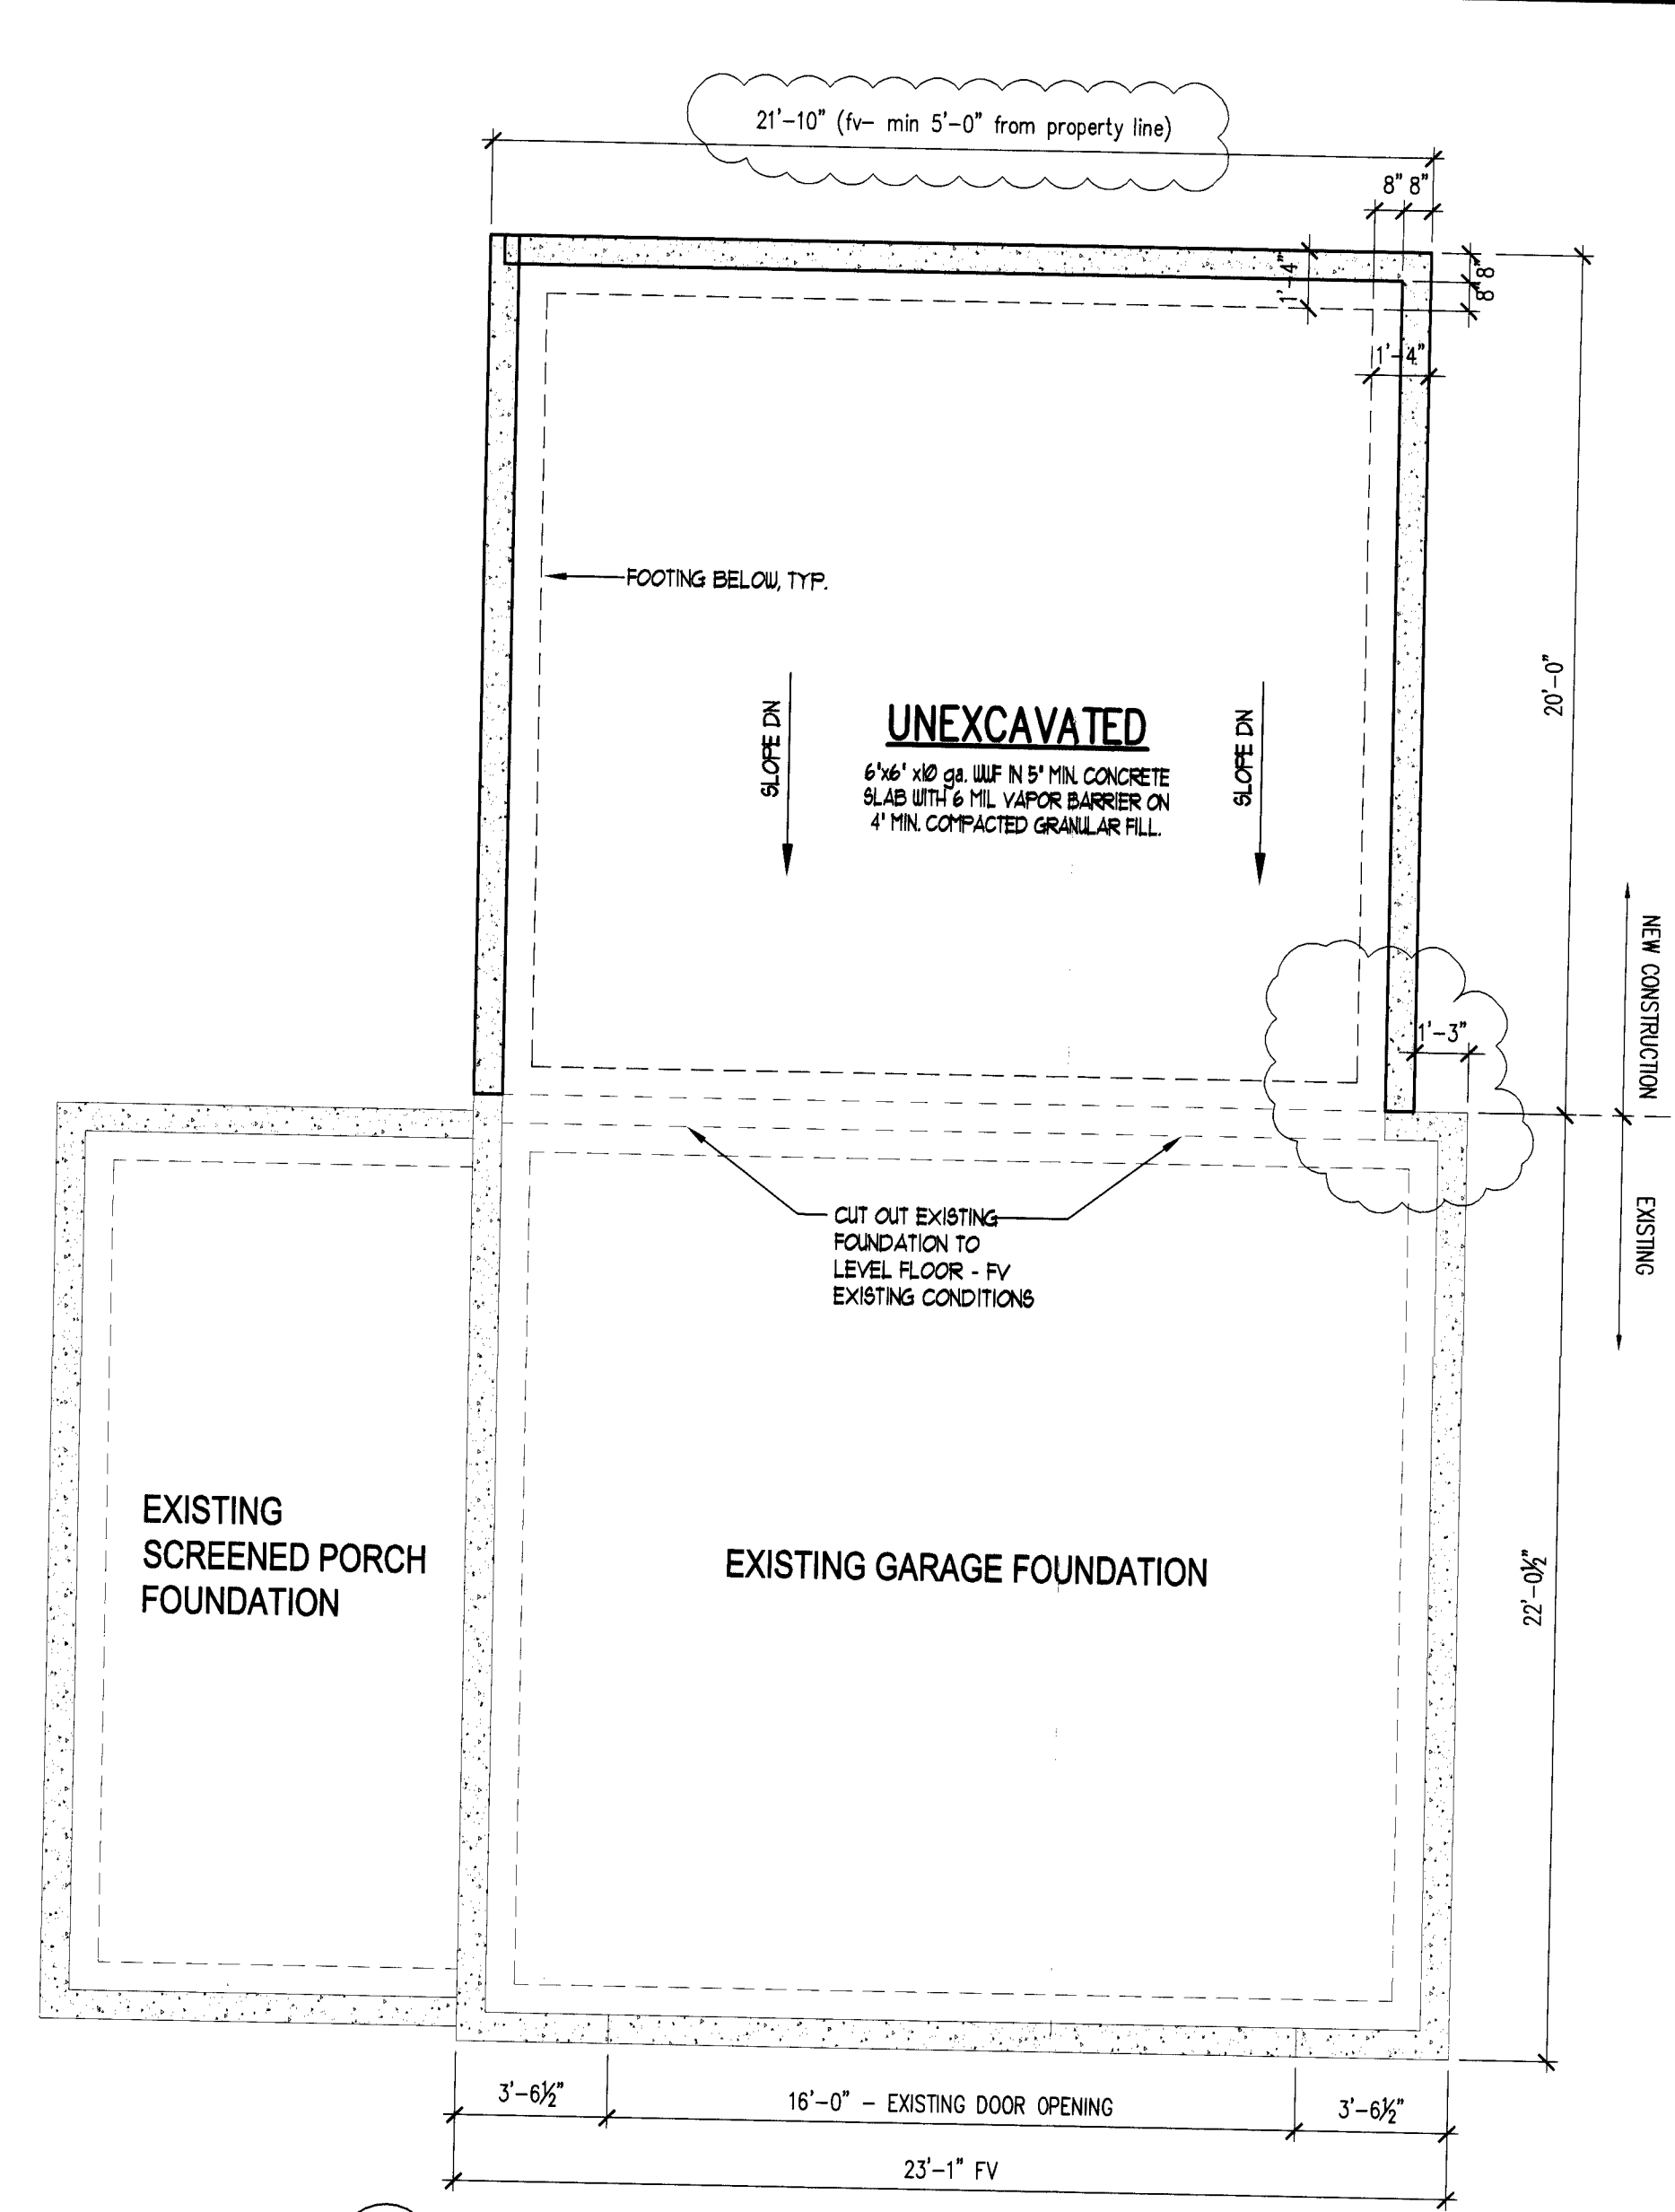 21'-10" (fv- min 5'-0" from property line)
8" 8"
1'-4"
8" 8"
1'-4"
FOOTING BELOW, TYP.
20'-0"
SLOPE DN
UNEXCAVATED
SLOPE DN
6"x6" x10 ga. WWF IN 5" MIN. CONCRETE
SLAB WITH 6 MIL VAPOR BARRIER ON
4" MIN. COMPACTED GRANULAR FILL.
NEW CONSTRUCTION
1'-3"
EXISTING
CUT OUT EXISTING
FOUNDATION TO
LEVEL FLOOR - FV
EXISTING CONDITIONS
EXISTING
SCREENED PORCH
FOUNDATION
EXISTING GARAGE FOUNDATION
22'-0½"
3'-6½"
16'-0" - EXISTING DOOR OPENING
3'-6½"
23'-1" FV